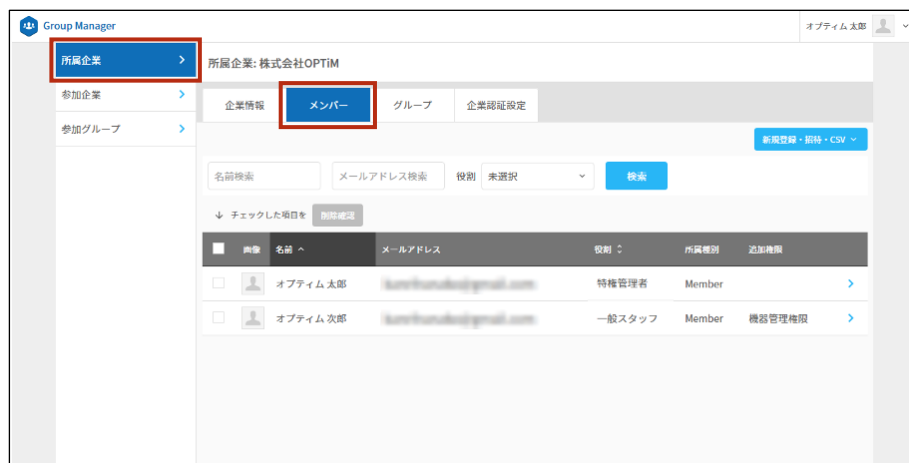 Group Manager
オプティム 太郎
所属企業
参加企業
参加グループ
所属企業: 株式会社OPTiM
企業情報 メンバー グループ 企業認証設定
新規登録・招待・CSV
名前検索 メールアドレス検索 役割 未選択 検索
チェックした項目を 削除確認
画像 名前 メールアドレス 役割 所属種別 追加権限
オプティム 太郎 特権管理者 Member
オプティム 次郎 一般スタッフ Member 機器管理権限